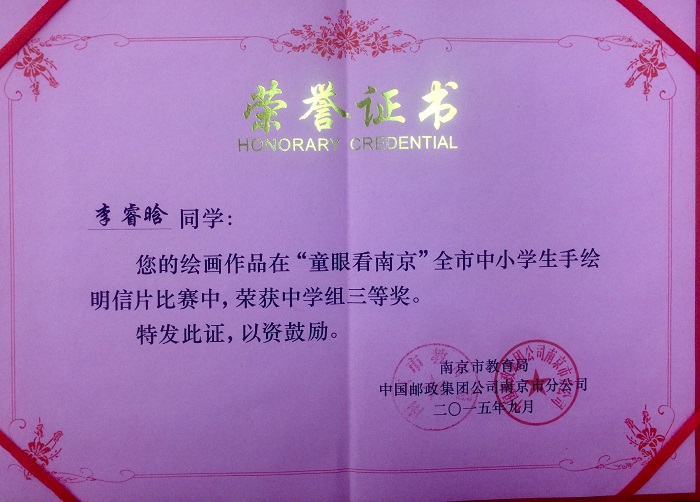 荣誉证书
HONORARY CREDENTIAL
李睿晗 同学:
您的绘画作品在“童眼看南京”全市中小学生手绘
明信片比赛中,荣获中学组三等奖。
特发此证,以资鼓励。
南京市教育局
中国邮政集团公司南京市分公司
二〇一五年九月